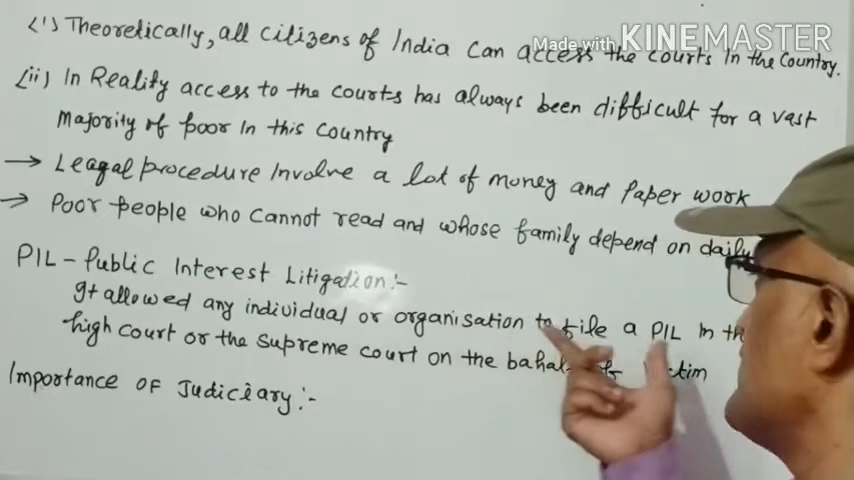 Made with KINEMASTER
(i) Theoretically, all citizens of India can access the courts in the country.
(ii) In Reality access to the courts has always been difficult for a vast
majority of poor in this country
→ Leagal procedure involve a lot of money and paper work
→ Poor people who cannot read and whose family depend on daily
PIL - Public Interest Litigation:-
It allowed any individual or organisation to file a PIL in
high court or the supreme court on the
Importance of Judiciary:-